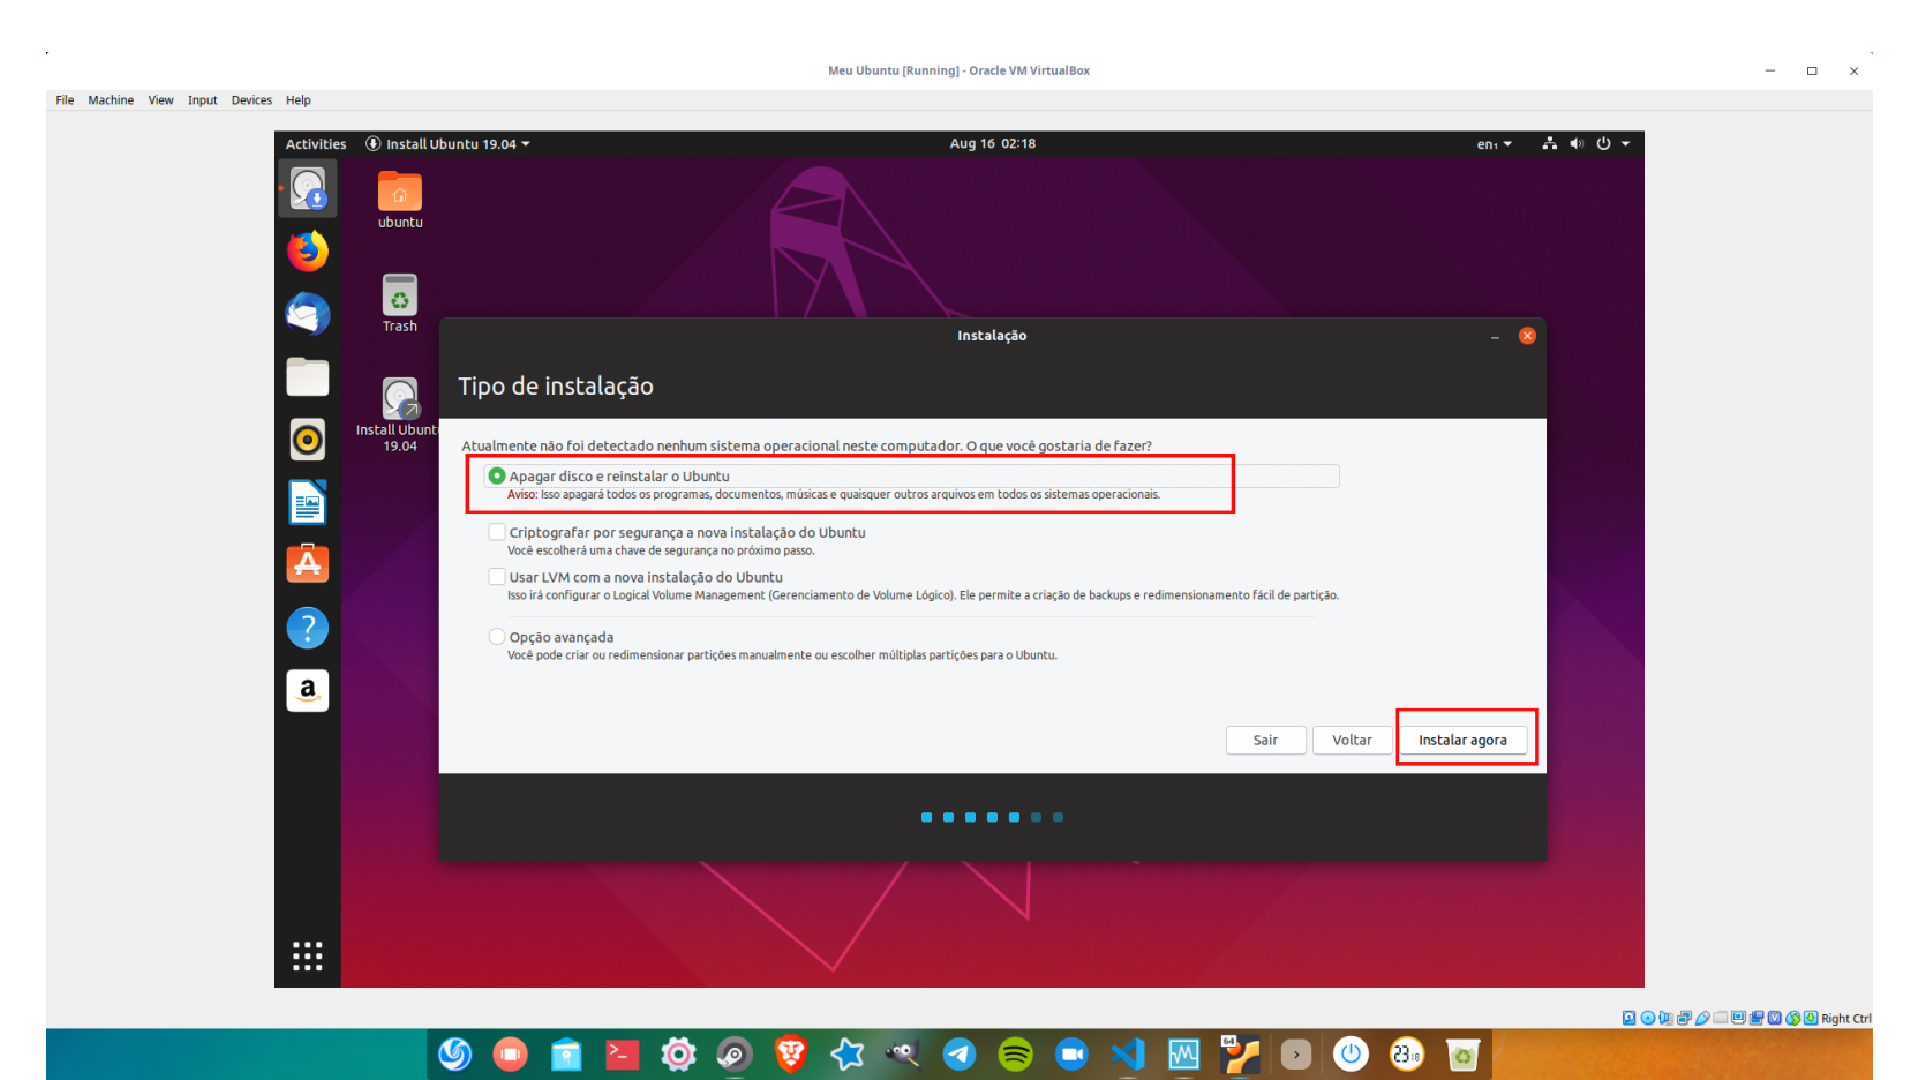 Meu Ubuntu [Running] - Oracle VM VirtualBox
File Machine View Input Devices Help
Activities Install Ubuntu 19.04 Aug 16 02:18 en₁
ubuntu
Trash
Install Ubunt
19.04
Instalação
Tipo de instalação
Atualmente não foi detectado nenhum sistema operacional neste computador. O que você gostaria de fazer?
Apagar disco e reinstalar o Ubuntu
Aviso: Isso apagará todos os programas, documentos, músicas e quaisquer outros arquivos em todos os sistemas operacionais.
Criptografar por segurança a nova instalação do Ubuntu
Você escolherá uma chave de segurança no próximo passo.
Usar LVM com a nova instalação do Ubuntu
Isso irá configurar o Logical Volume Management (Gerenciamento de Volume Lógico). Ele permite a criação de backups e redimensionamento fácil de partição.
Opção avançada
Você pode criar ou redimensionar partições manualmente ou escolher múltiplas partições para o Ubuntu.
Sair Voltar Instalar agora
a
Right Ctrl
64
23 18